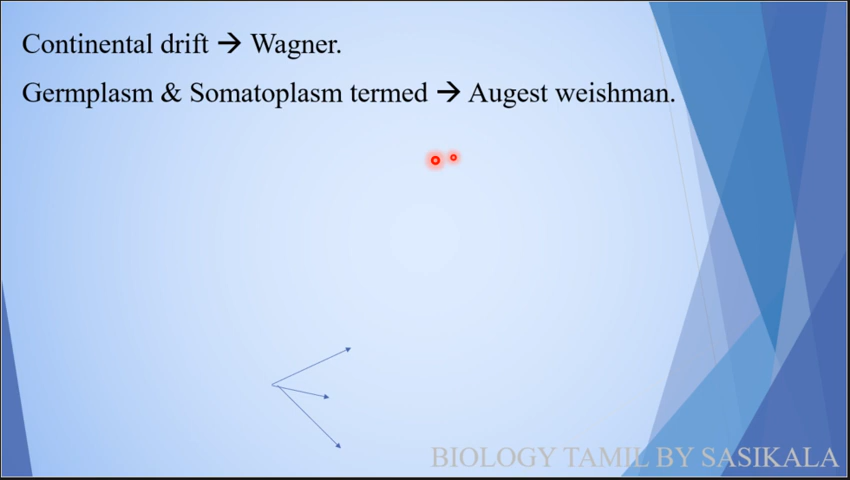 Continental drift → Wagner.
Germplasm & Somatoplasm termed → Augest weishman.
BIOLOGY TAMIL BY SASIKALA